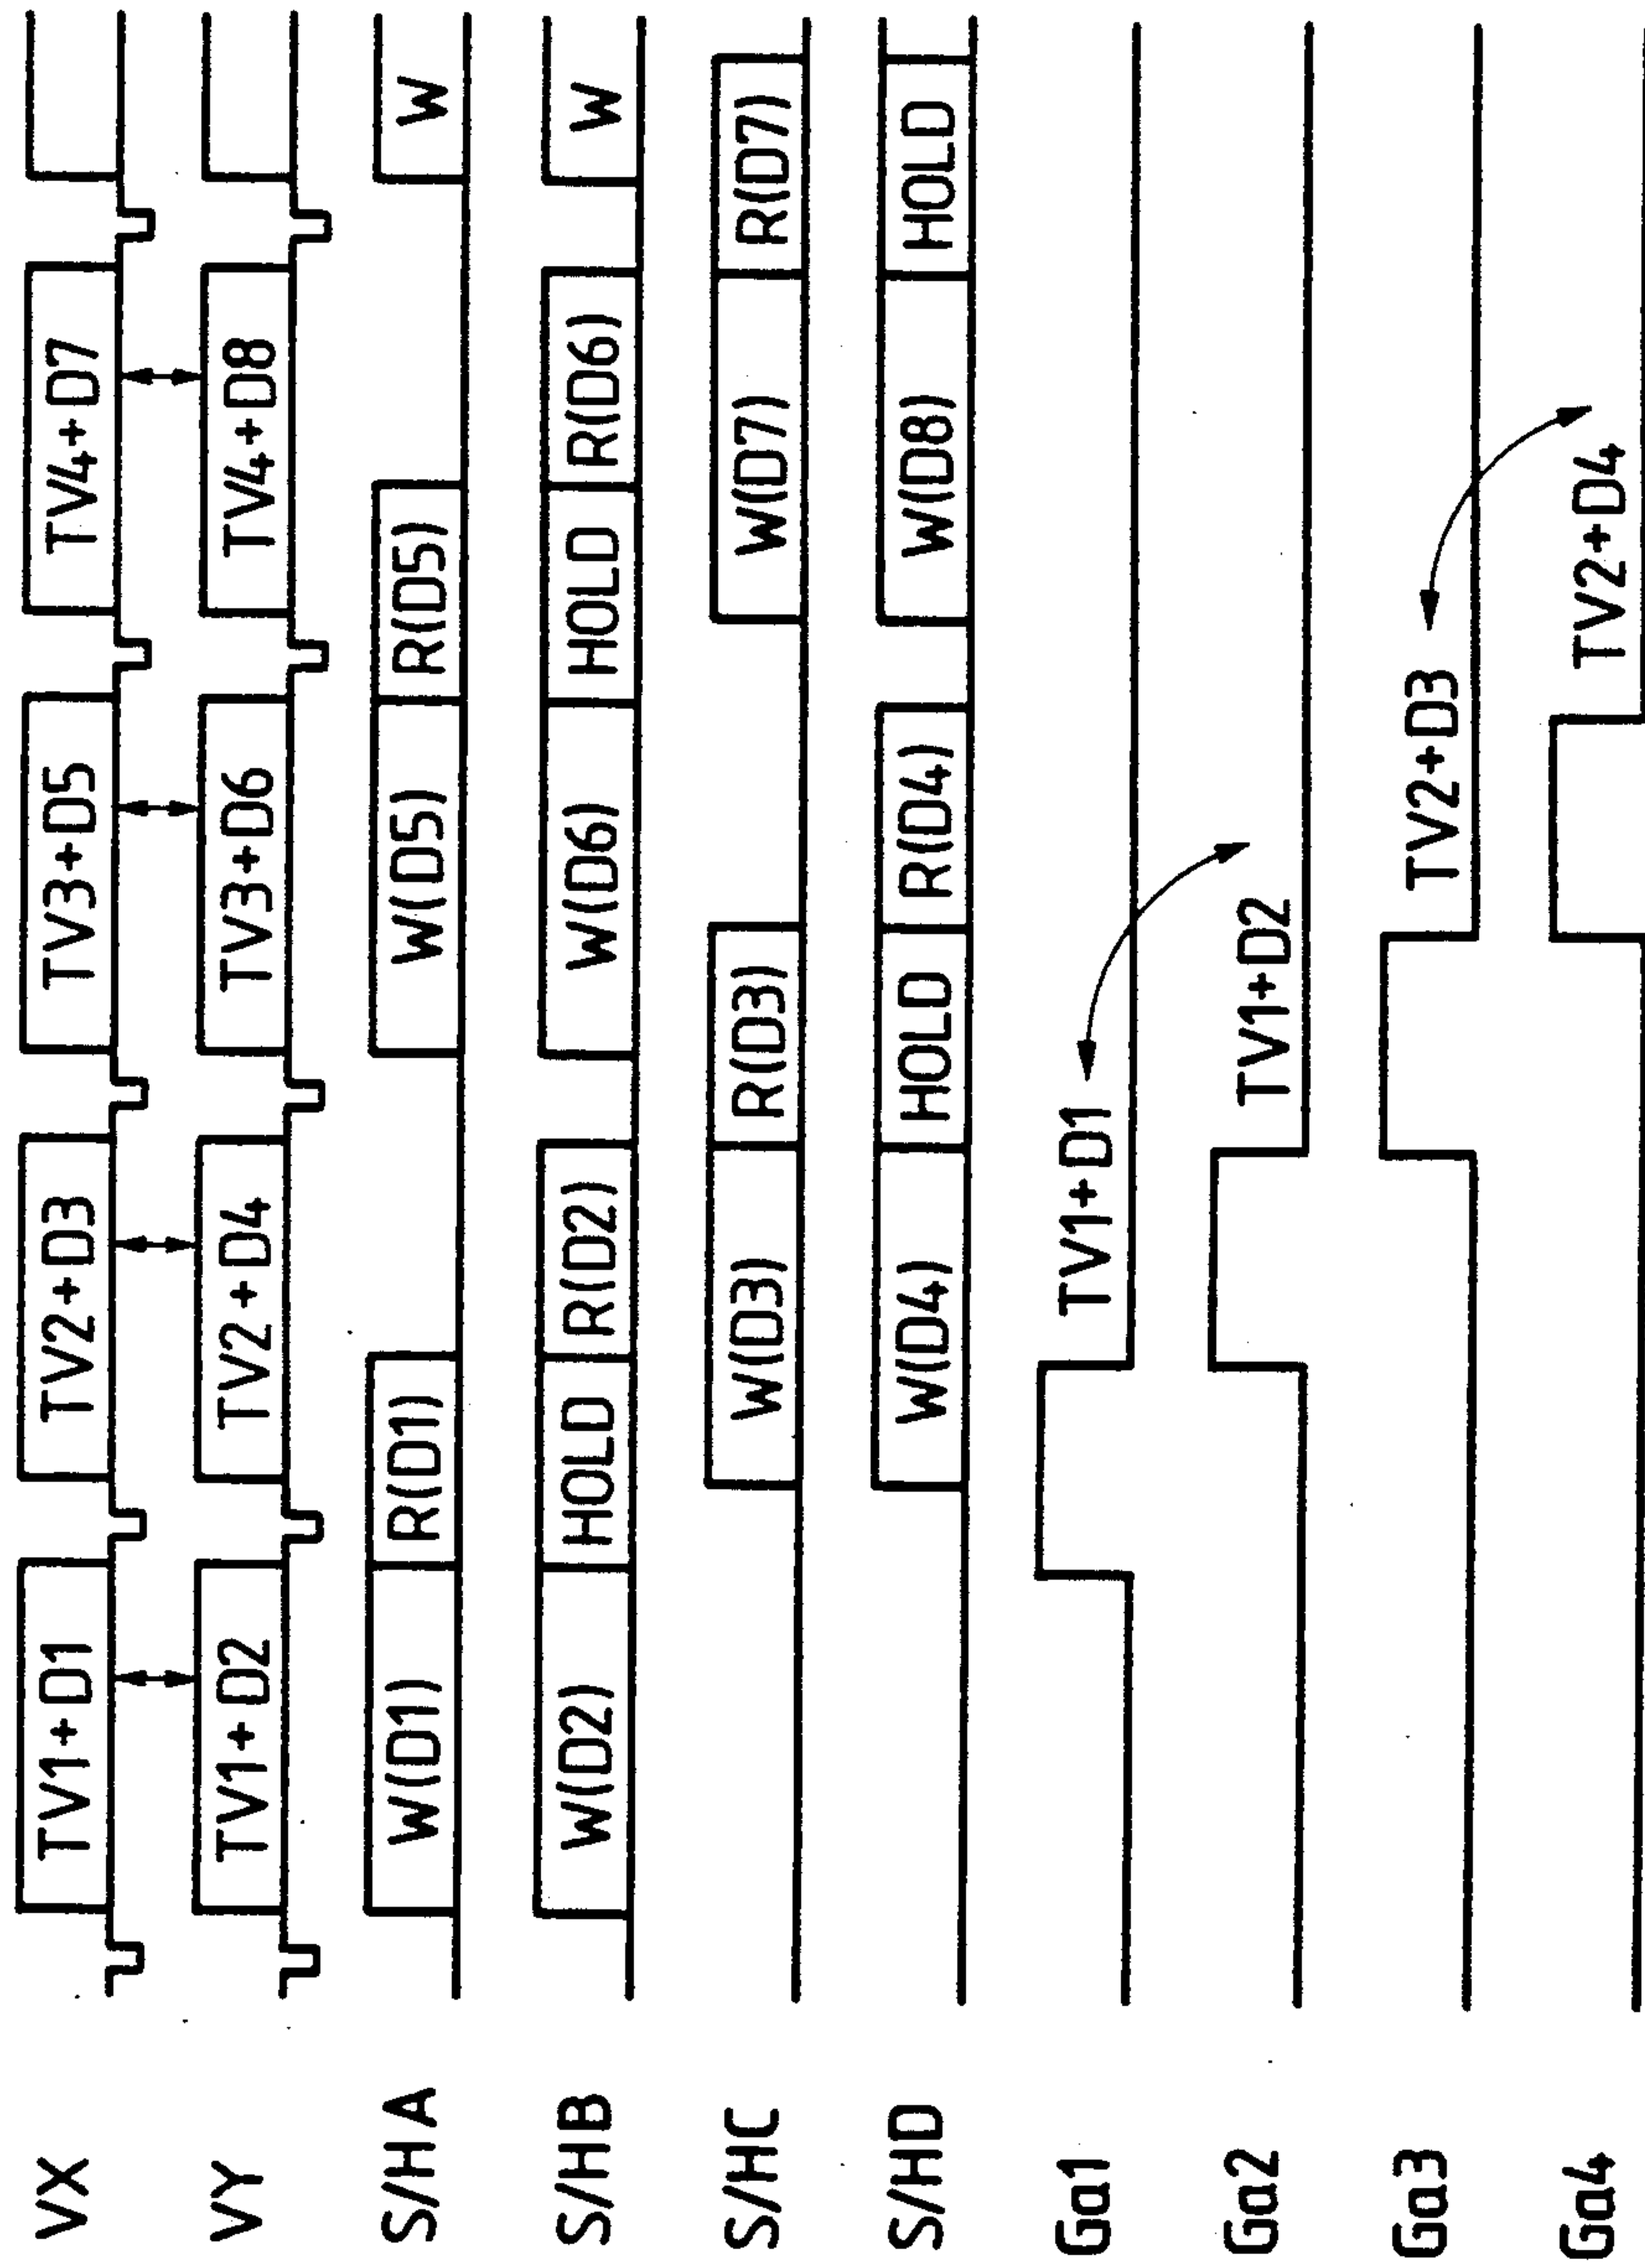 VX TV1+D1 TV2+D3 TV3+D5 TV4+D7
VY TV1+D2 TV2+D4 TV3+D6 TV4+D8
S/HA W(D1) R(D1) W(D5) R(D5) W
S/HB W(D2) HOLD R(D2) W(D6) HOLD R(D6) W
S/HC W(D3) R(D3) W(D7) R(D7)
S/HD W(D4) HOLD R(D4) W(D8) HOLD
Ga1 TV1+D1
Ga2 TV1+D2
Ga3 TV2+D3
Ga4 TV2+D4